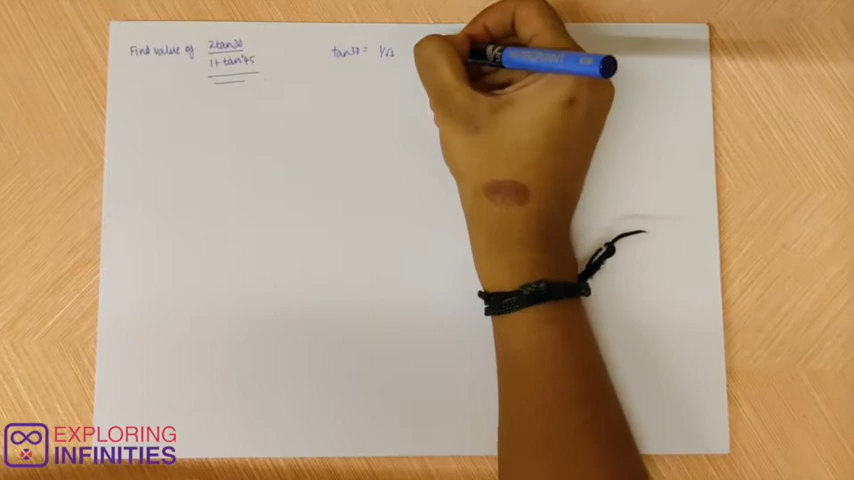 Find value of 2tan30 tan30 = 1/√3
1+tan²45
EXPLORING
INFINITIES